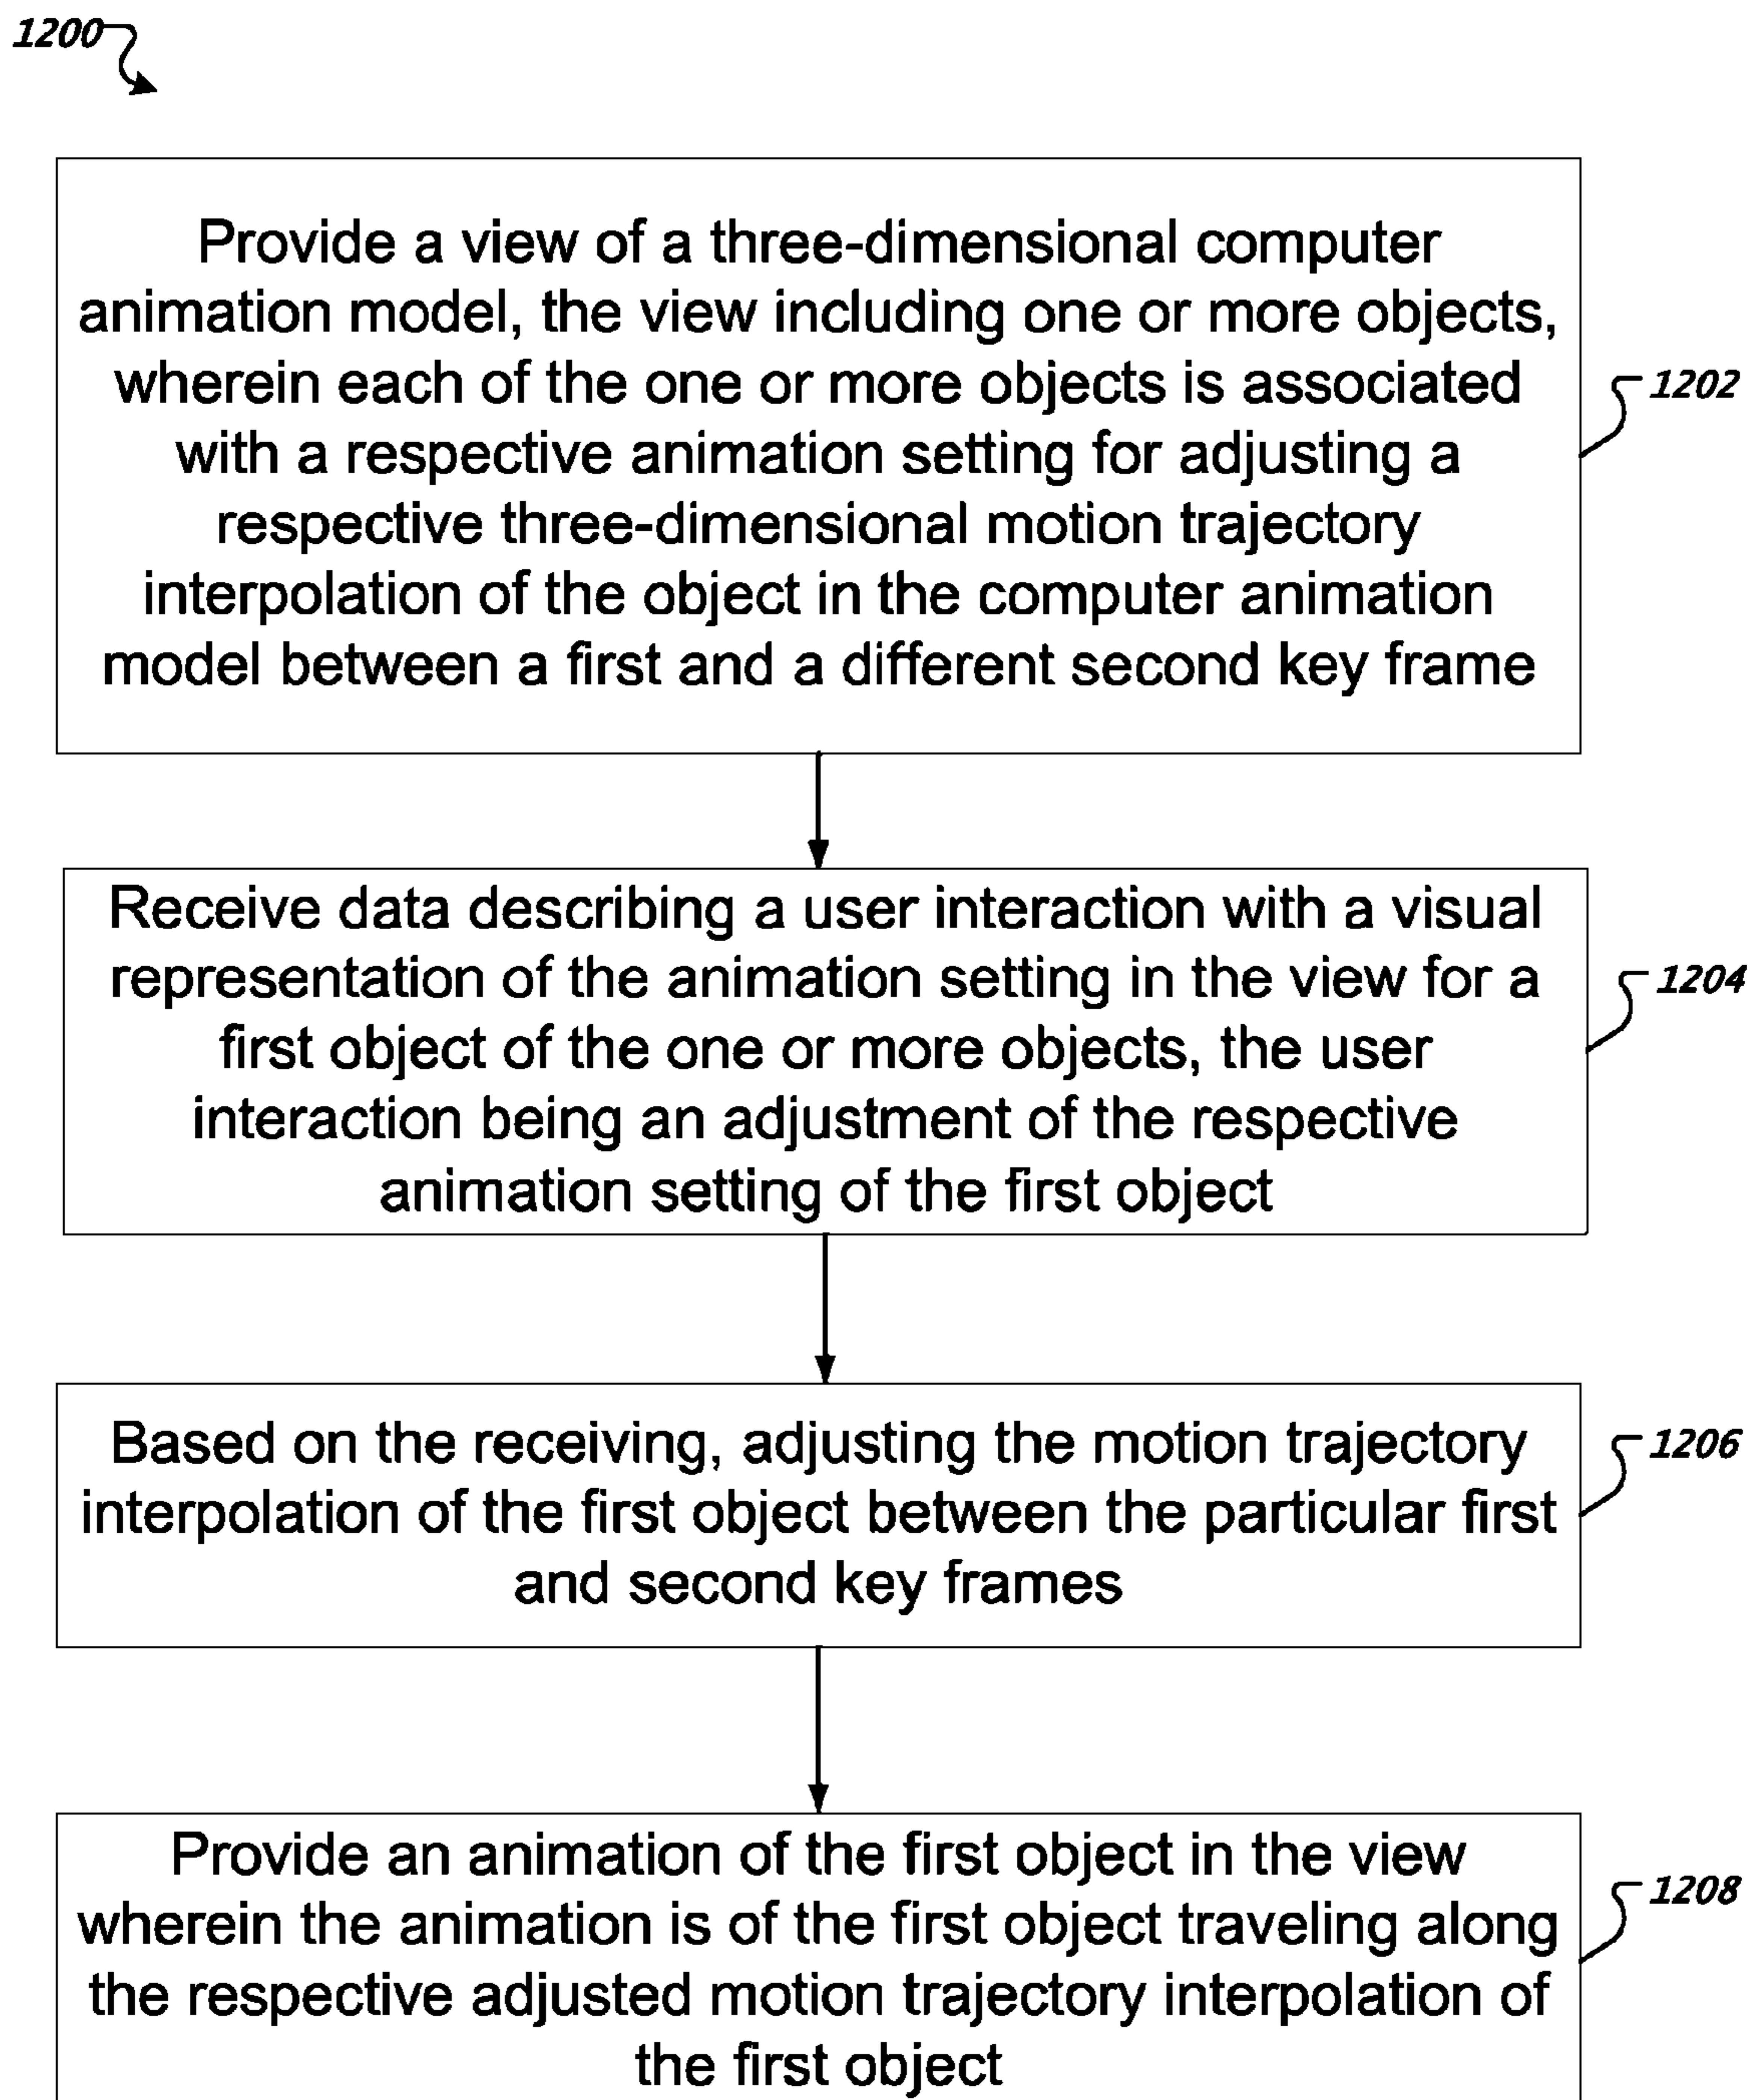 1200
Provide a view of a three-dimensional computer
animation model, the view including one or more objects,
wherein each of the one or more objects is associated
with a respective animation setting for adjusting a
respective three-dimensional motion trajectory
interpolation of the object in the computer animation
model between a first and a different second key frame
1202
Receive data describing a user interaction with a visual
representation of the animation setting in the view for a
first object of the one or more objects, the user
interaction being an adjustment of the respective
animation setting of the first object
1204
Based on the receiving, adjusting the motion trajectory
interpolation of the first object between the particular first
and second key frames
1206
Provide an animation of the first object in the view
wherein the animation is of the first object traveling along
the respective adjusted motion trajectory interpolation of
the first object
1208